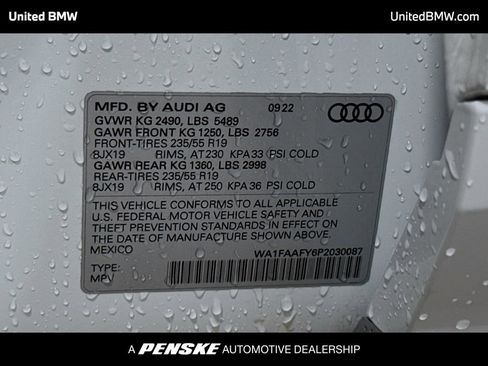 United BMW
UnitedBMW.com
MFD. BY AUDI AG 09.22
GVWR KG 2490, LBS 5489
GAWR FRONT KG 1250, LBS 2756
FRONT-TIRES 235/55 R19
8JX19 RIMS, AT 230 KPA 33 PSI COLD
GAWR REAR KG 1360, LBS 2998
REAR-TIRES 235/55 R19
8JX19 RIMS, AT 250 KPA 36 PSI COLD
THIS VEHICLE CONFORMS TO ALL APPLICABLE
U.S. FEDERAL MOTOR VEHICLE SAFETY AND
THEFT PREVENTION STANDARDS IN EFFECT ON
THE DATE OF MANUFACTURE SHOWN ABOVE.
MEXICO
WA1FAAFY6P2030087
TYPE:
MPV
A PENSKE AUTOMOTIVE DEALERSHIP